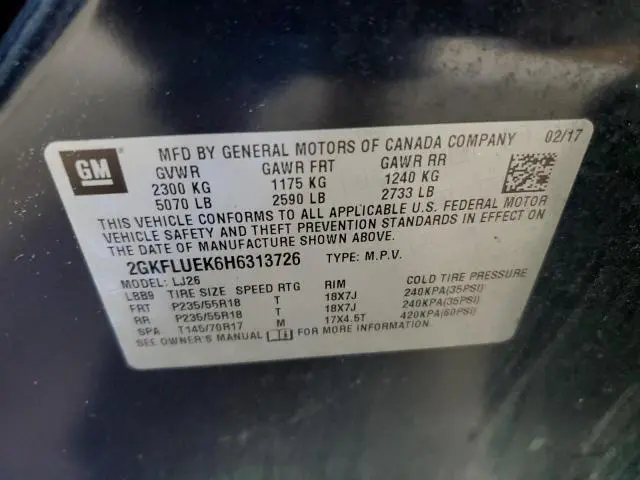 GM
MFD BY GENERAL MOTORS OF CANADA COMPANY 02/17
GVWR GAWR FRT GAWR RR
2300 KG 1175 KG 1240 KG
5070 LB 2590 LB 2733 LB
THIS VEHICLE CONFORMS TO ALL APPLICABLE U.S. FEDERAL MOTOR
VEHICLE SAFETY AND THEFT PREVENTION STANDARDS IN EFFECT ON
THE DATE OF MANUFACTURE SHOWN ABOVE.
2GKFLUEK6H6313726 TYPE: M.P.V.
MODEL: LJ26
LBB9 TIRE SIZE SPEED RTG RIM COLD TIRE PRESSURE
FRT P235/55R18 T 18X7J 240KPA(35PSI)
RR P235/55R18 T 18X7J 240KPA(35PSI)
SPA T145/70R17 M 17X4.5T 420KPA(60PSI)
SEE OWNER'S MANUAL FOR MORE INFORMATION.